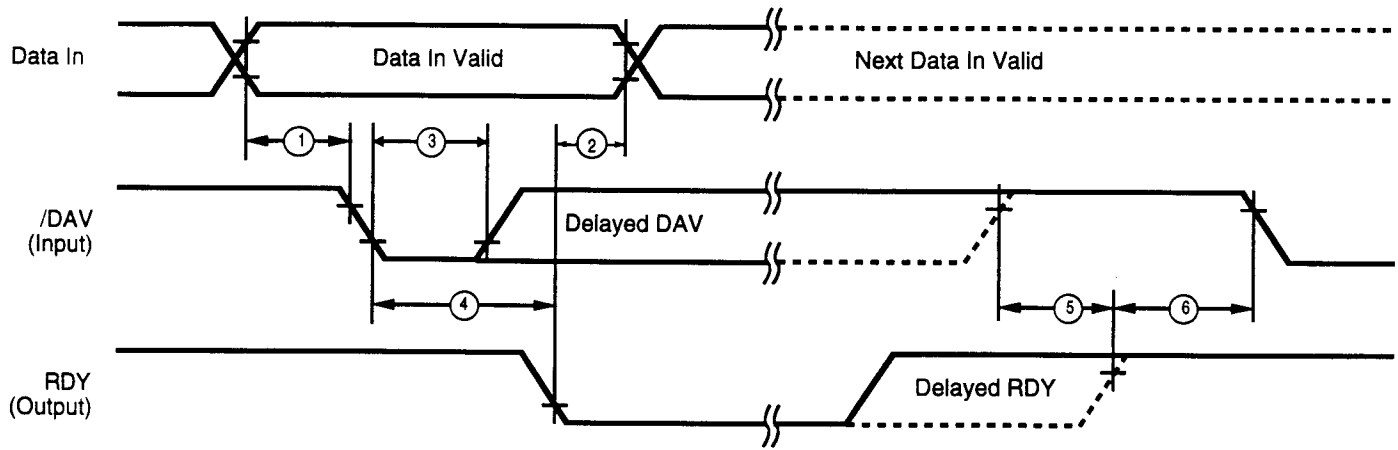 Data In
Data In Valid
Next Data In Valid
1
3
2
/DAV
(Input)
Delayed DAV
4
5
6
RDY
(Output)
Delayed RDY